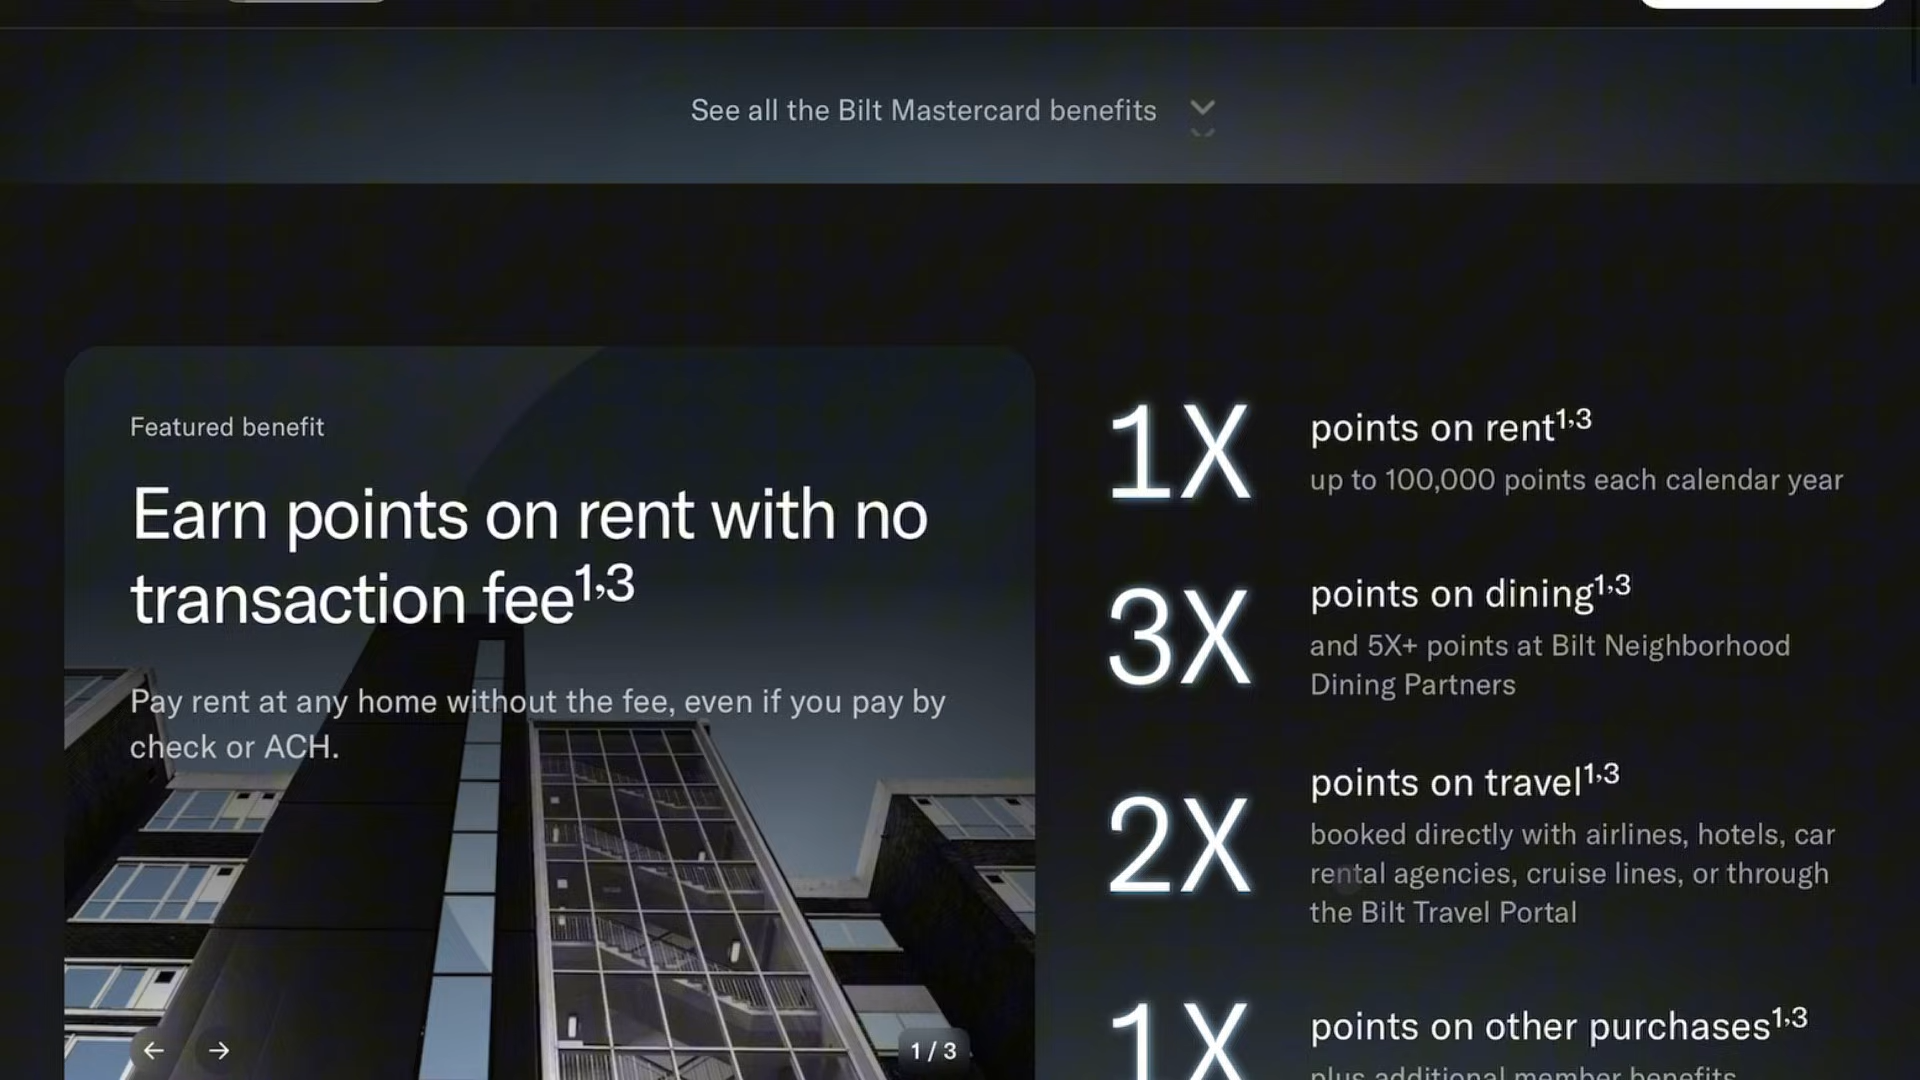 See all the Bilt Mastercard benefits
Featured benefit
Earn points on rent with no
transaction fee1,3
Pay rent at any home without the fee, even if you pay by
check or ACH.
1 / 3
1X
points on rent1,3
up to 100,000 points each calendar year
3X
points on dining1,3
and 5X+ points at Bilt Neighborhood
Dining Partners
2X
points on travel1,3
booked directly with airlines, hotels, car
rental agencies, cruise lines, or through
the Bilt Travel Portal
1X
points on other purchases1,3
plus additional member benefits